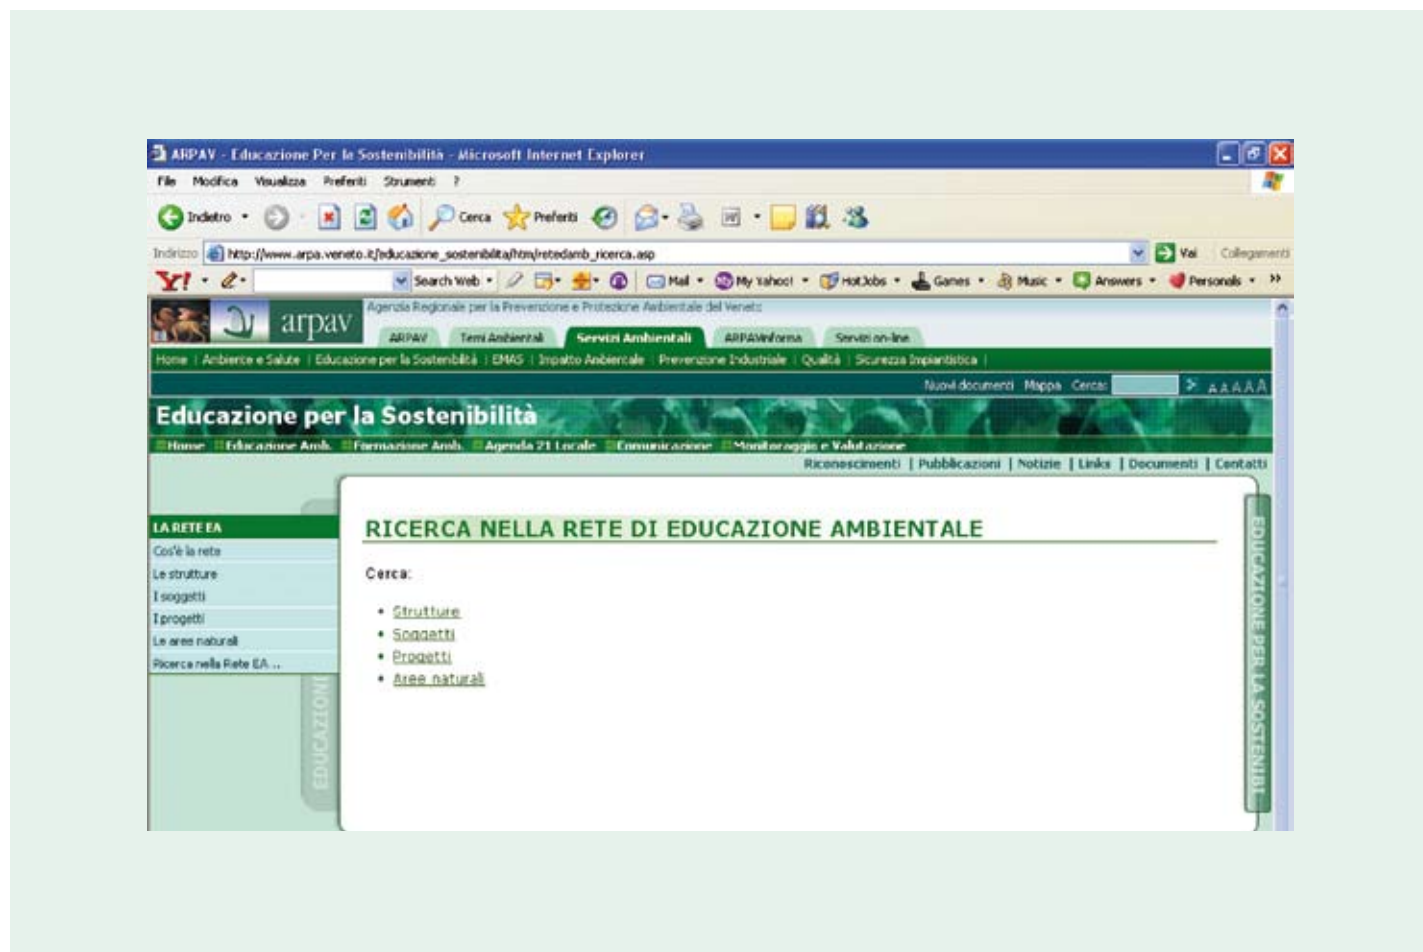 ARPAV - Educazione Per la Sostenibilità - Microsoft Internet Explorer
File Modifica Visualizza Preferiti Strumenti ?
Indietro Cerca Preferiti
Indirizzo http://www.arpa.veneto.it/educazione_sostenibilita/htm/retedamb_ricerca.asp Vai Collegamenti
Y! Search Web Mail My Yahoo! HotJobs Games Music Answers Personals »
arpav Agenzia Regionale per la Prevenzione e Protezione Ambientale del Veneto
ARPAV Temi Ambientali Servizi Ambientali ARPAVinforma Servizi on-line
Home | Ambiente e Salute | Educazione per la Sostenibilità | EMAS | Impatto Ambientale | Prevenzione Industriale | Qualità | Sicurezza Impiantistica |
Nuovi documenti Mappa Cerca: > A A A A A
Educazione per la Sostenibilità
Home Educazione Amb. Formazione Amb. Agenda 21 Locale Comunicazione Monitoraggio e Valutazione
Riconoscimenti | Pubblicazioni | Notizie | Links | Documenti | Contatti
LA RETE EA
Cos'è la rete
Le strutture
I soggetti
I progetti
Le aree naturali
Ricerca nella Rete EA ...
EDUCAZIONE
RICERCA NELLA RETE DI EDUCAZIONE AMBIENTALE
Cerca:
• Strutture
• Soggetti
• Progetti
• Aree naturali
EDUCAZIONE PER LA SOSTENIBI